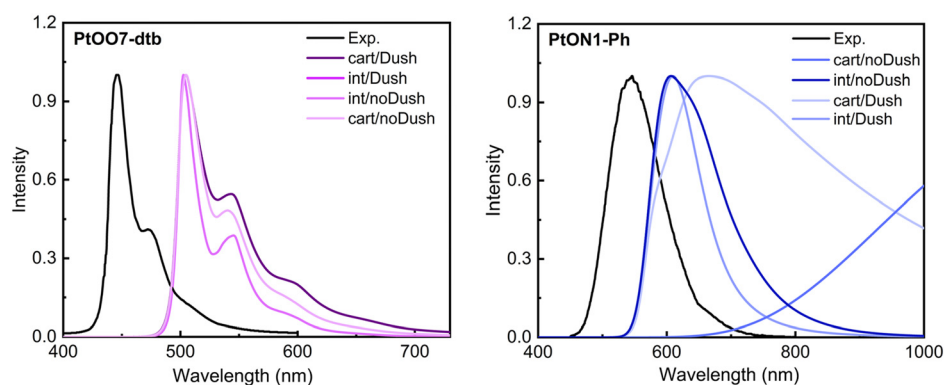 PtOO7-dtb
Exp.
cart/Dush
int/Dush
int/noDush
cart/noDush
1.2
0.9
0.6
0.3
0.0
Intensity
400 500 600 700
Wavelength (nm)
PtON1-Ph
Exp.
cart/noDush
int/noDush
cart/Dush
int/Dush
1.2
0.9
0.6
0.3
0.0
Intensity
400 600 800 1000
Wavelength (nm)